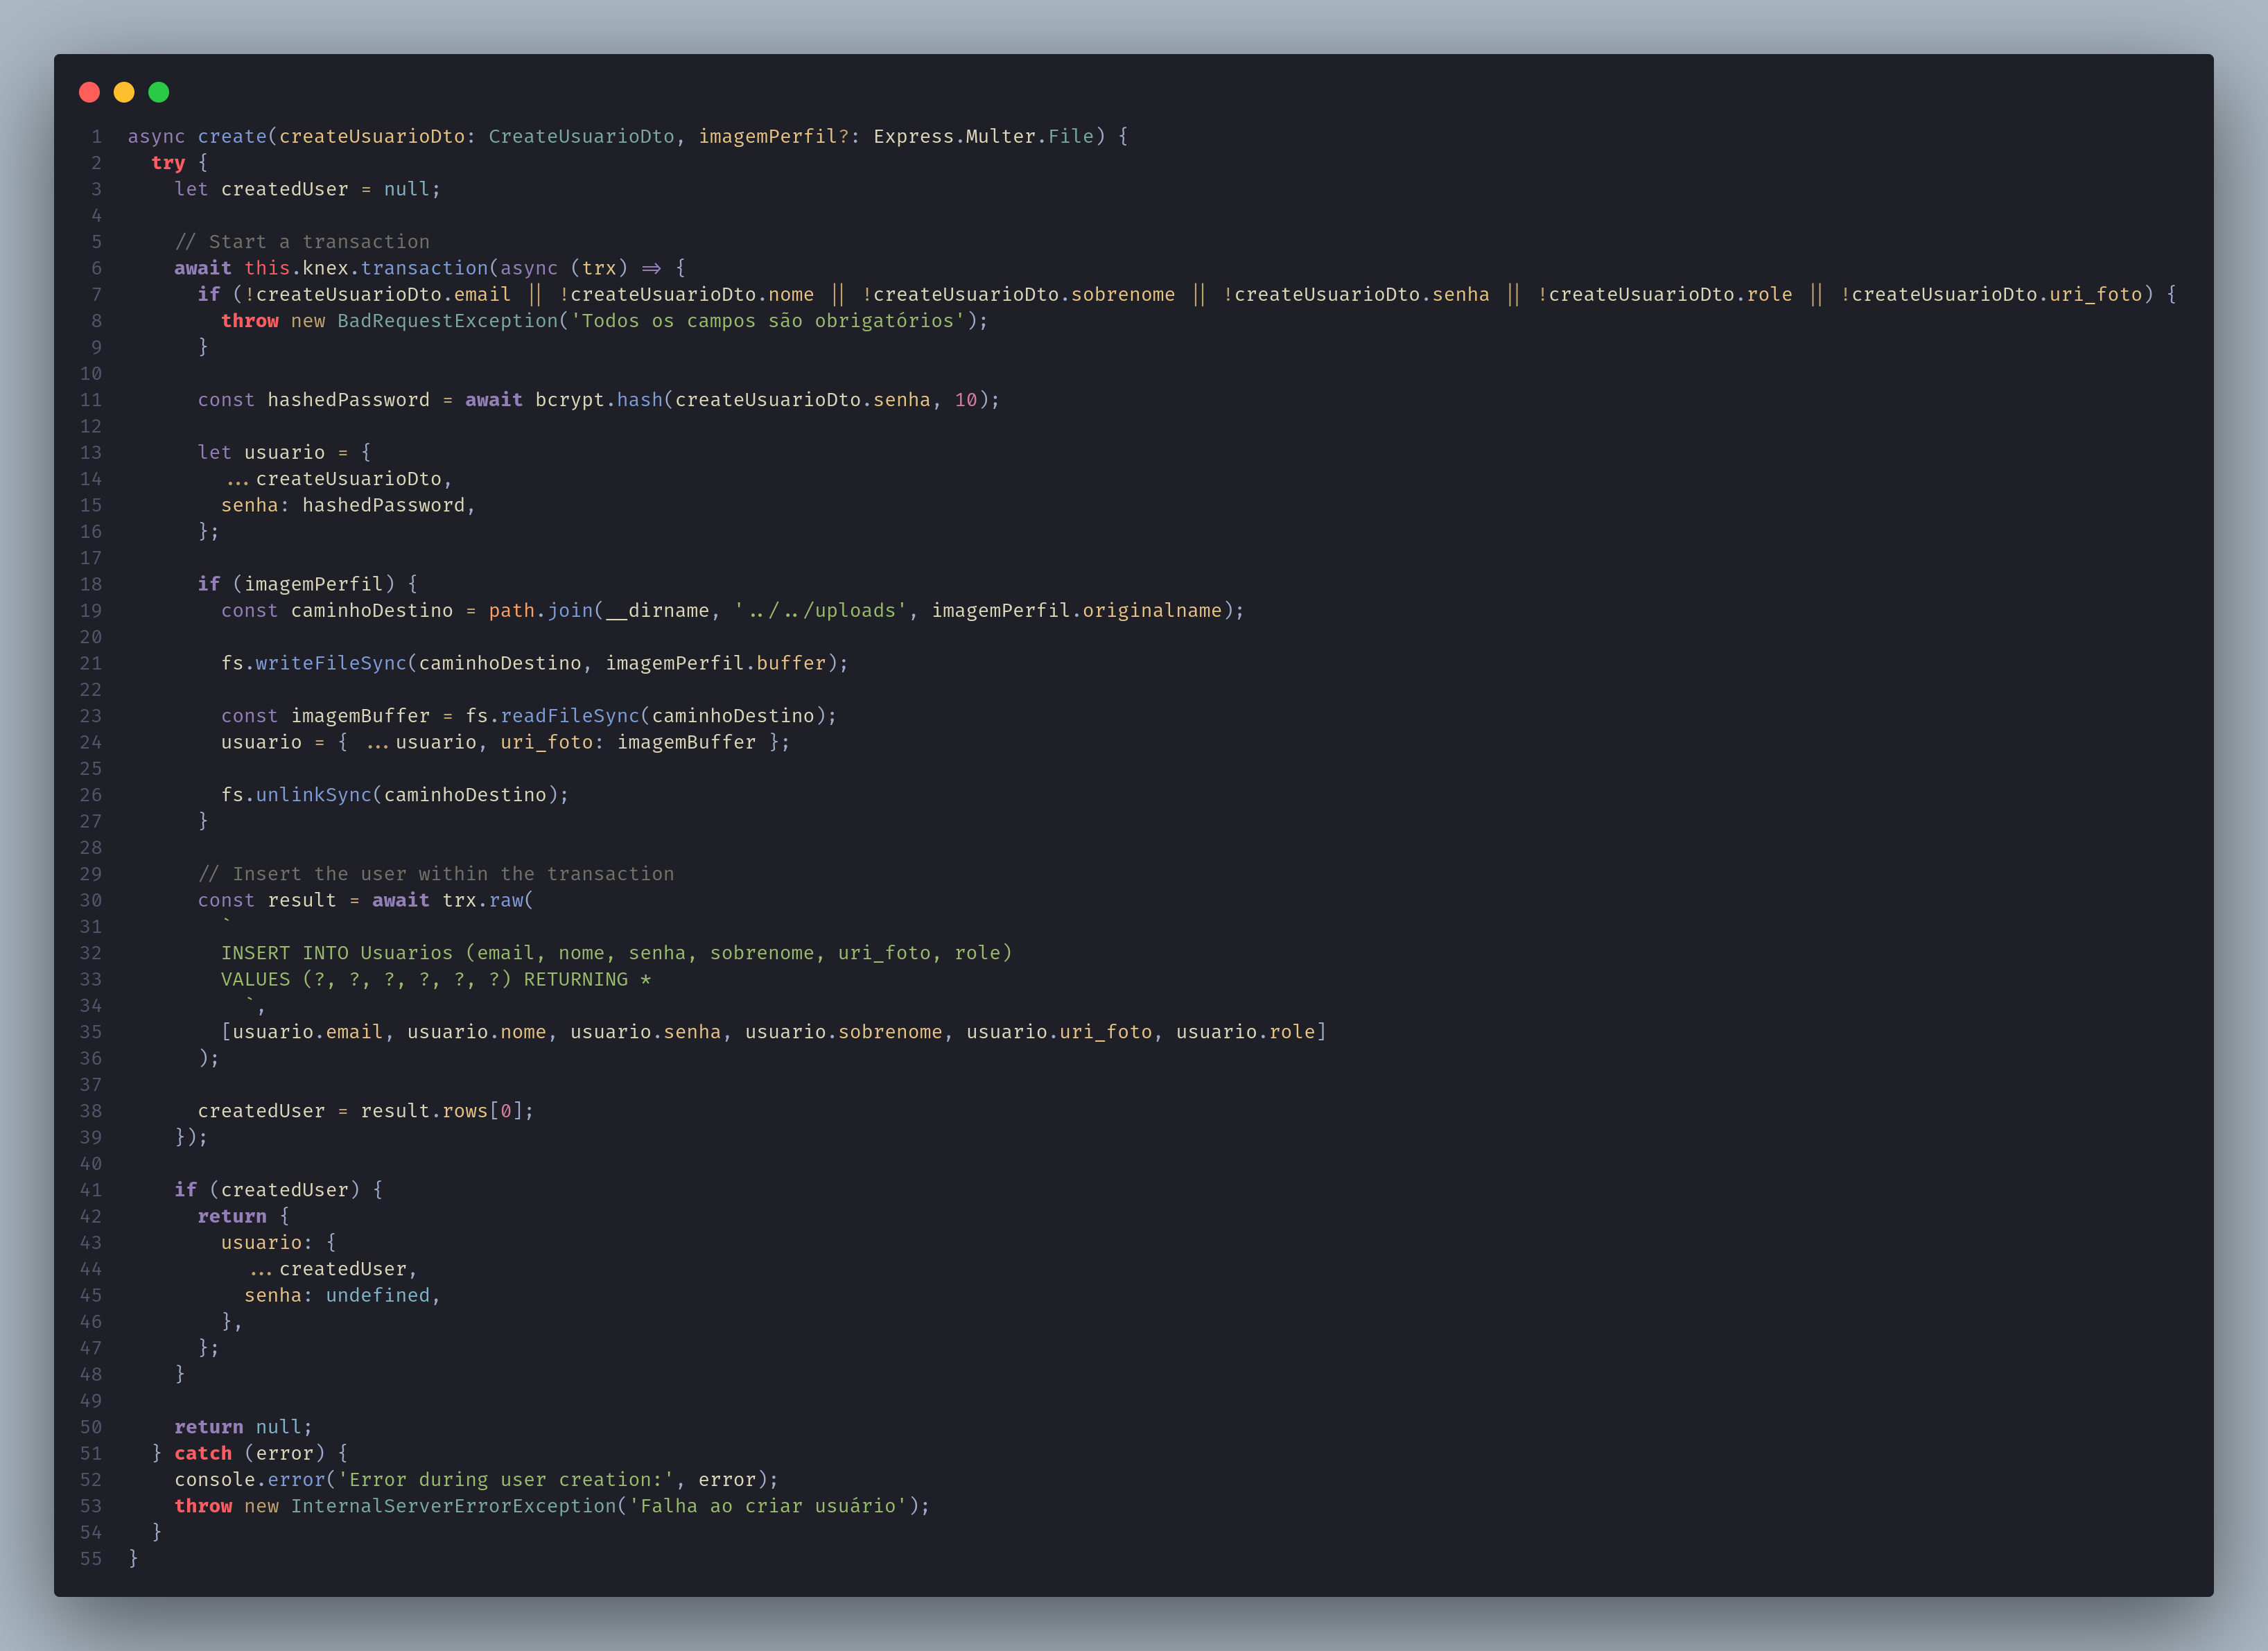 1 async create(createUsuarioDto: CreateUsuarioDto, imagemPerfil?: Express.Multer.File) {
2   try {
3     let createdUser = null;
4
5     // Start a transaction
6     await this.knex.transaction(async (trx) => {
7       if (!createUsuarioDto.email || !createUsuarioDto.nome || !createUsuarioDto.sobrenome || !createUsuarioDto.senha || !createUsuarioDto.role || !createUsuarioDto.uri_foto) {
8         throw new BadRequestException('Todos os campos são obrigatórios');
9       }
10
11       const hashedPassword = await bcrypt.hash(createUsuarioDto.senha, 10);
12
13       let usuario = {
14         ...createUsuarioDto,
15         senha: hashedPassword,
16       };
17
18       if (imagemPerfil) {
19         const caminhoDestino = path.join(__dirname, '../../uploads', imagemPerfil.originalname);
20
21         fs.writeFileSync(caminhoDestino, imagemPerfil.buffer);
22
23         const imagemBuffer = fs.readFileSync(caminhoDestino);
24         usuario = { ...usuario, uri_foto: imagemBuffer };
25
26         fs.unlinkSync(caminhoDestino);
27       }
28
29       // Insert the user within the transaction
30       const result = await trx.raw(
31         `
32         INSERT INTO Usuarios (email, nome, senha, sobrenome, uri_foto, role)
33         VALUES (?, ?, ?, ?, ?, ?) RETURNING *
34           `,
35         [usuario.email, usuario.nome, usuario.senha, usuario.sobrenome, usuario.uri_foto, usuario.role]
36       );
37
38       createdUser = result.rows[0];
39     });
40
41     if (createdUser) {
42       return {
43         usuario: {
44           ...createdUser,
45           senha: undefined,
46         },
47       };
48     }
49
50     return null;
51   } catch (error) {
52     console.error('Error during user creation:', error);
53     throw new InternalServerErrorException('Falha ao criar usuário');
54   }
55 }